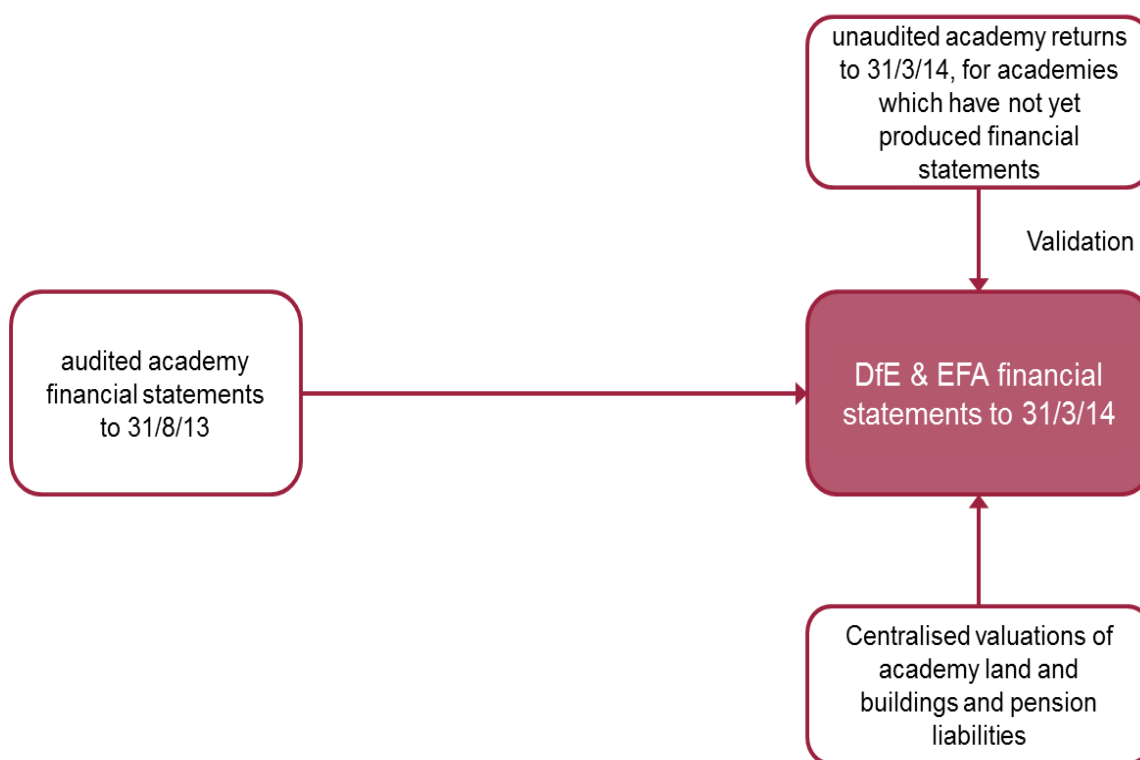 unaudited academy returns
to 31/3/14, for academies
which have not yet
produced financial
statements
Validation
audited academy
financial statements
to 31/8/13
DfE & EFA financial
statements to 31/3/14
Centralised valuations of
academy land and
buildings and pension
liabilities